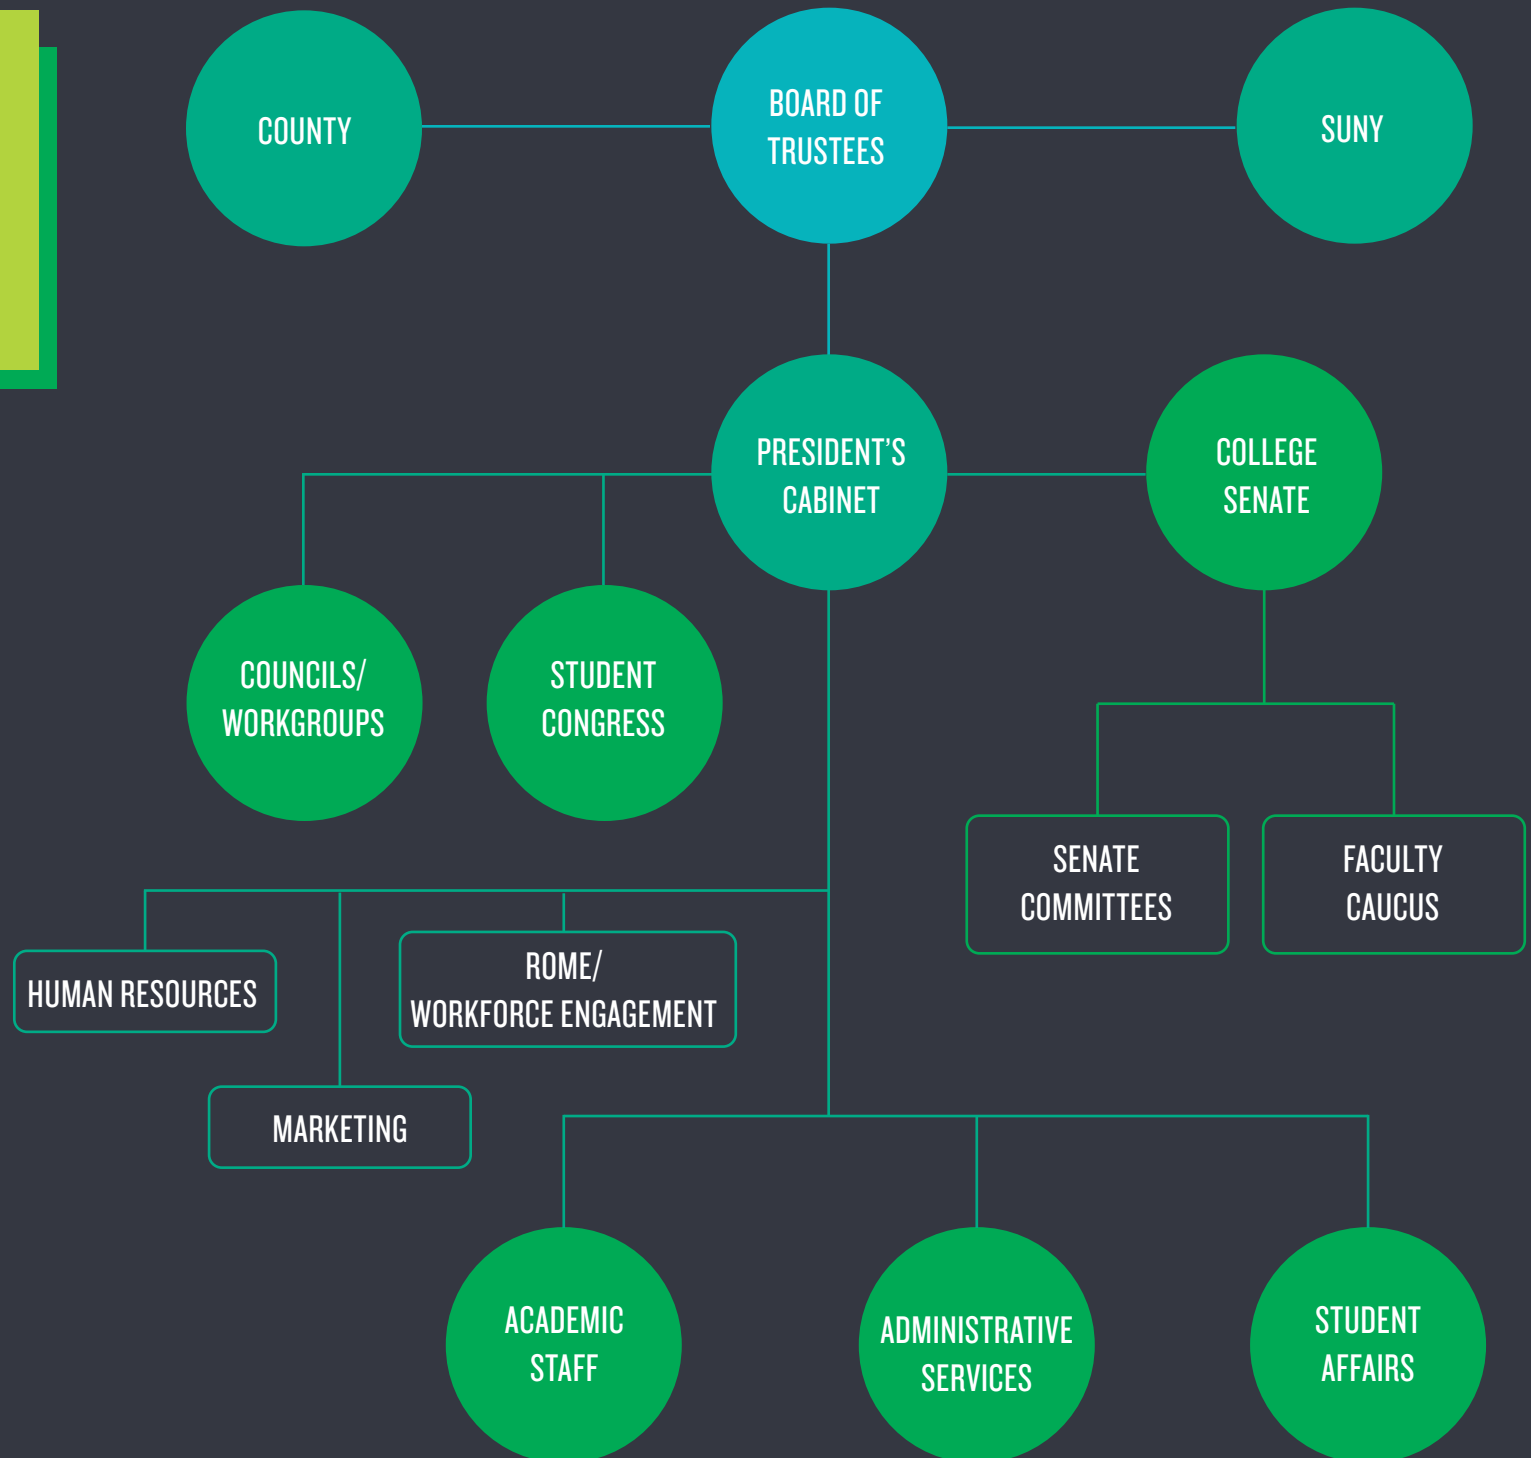 COUNTY
BOARD OF
TRUSTEES
SUNY
PRESIDENT’S
CABINET
COLLEGE
SENATE
COUNCILS/
WORKGROUPS
STUDENT
CONGRESS
SENATE
COMMITTEES
FACULTY
CAUCUS
HUMAN RESOURCES
ROME/
WORKFORCE ENGAGEMENT
MARKETING
ACADEMIC
STAFF
ADMINISTRATIVE
SERVICES
STUDENT
AFFAIRS